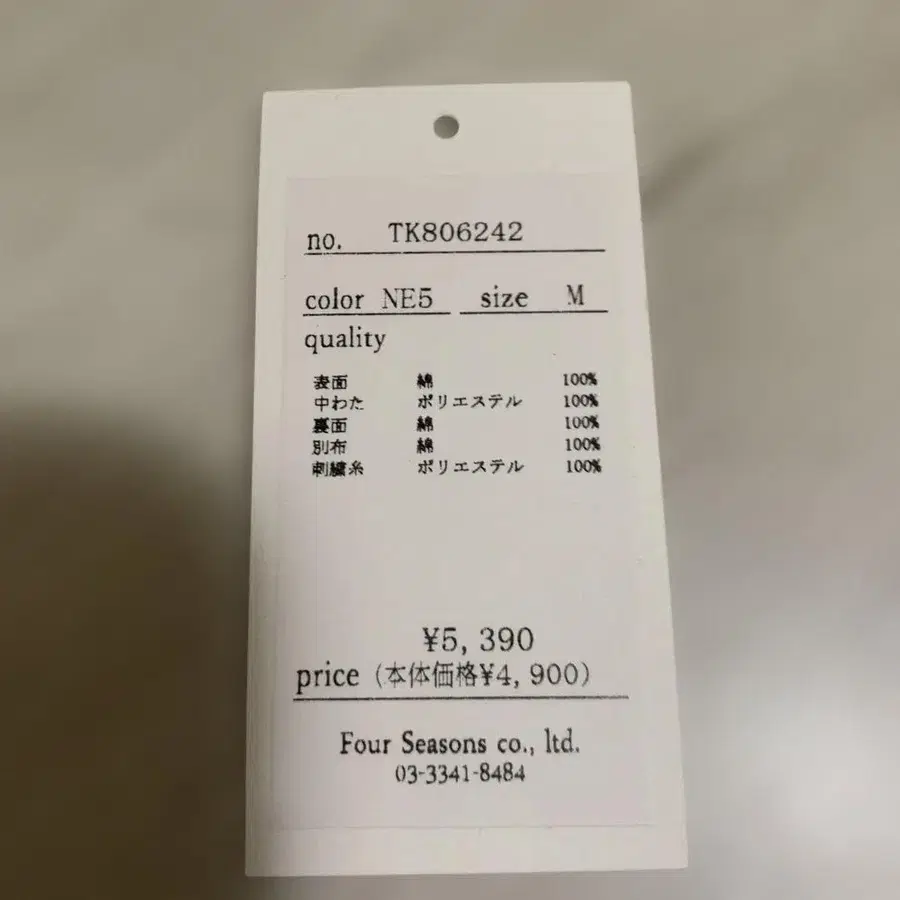 no. TK806242
color NE5 size M
quality
表面 綿 100%
中わた ポリエステル 100%
裏面 綿 100%
別布 綿 100%
刺繍糸 ポリエステル 100%
¥5,390
price (本体価格¥4,900)
Four Seasons co., ltd.
03-3341-8484